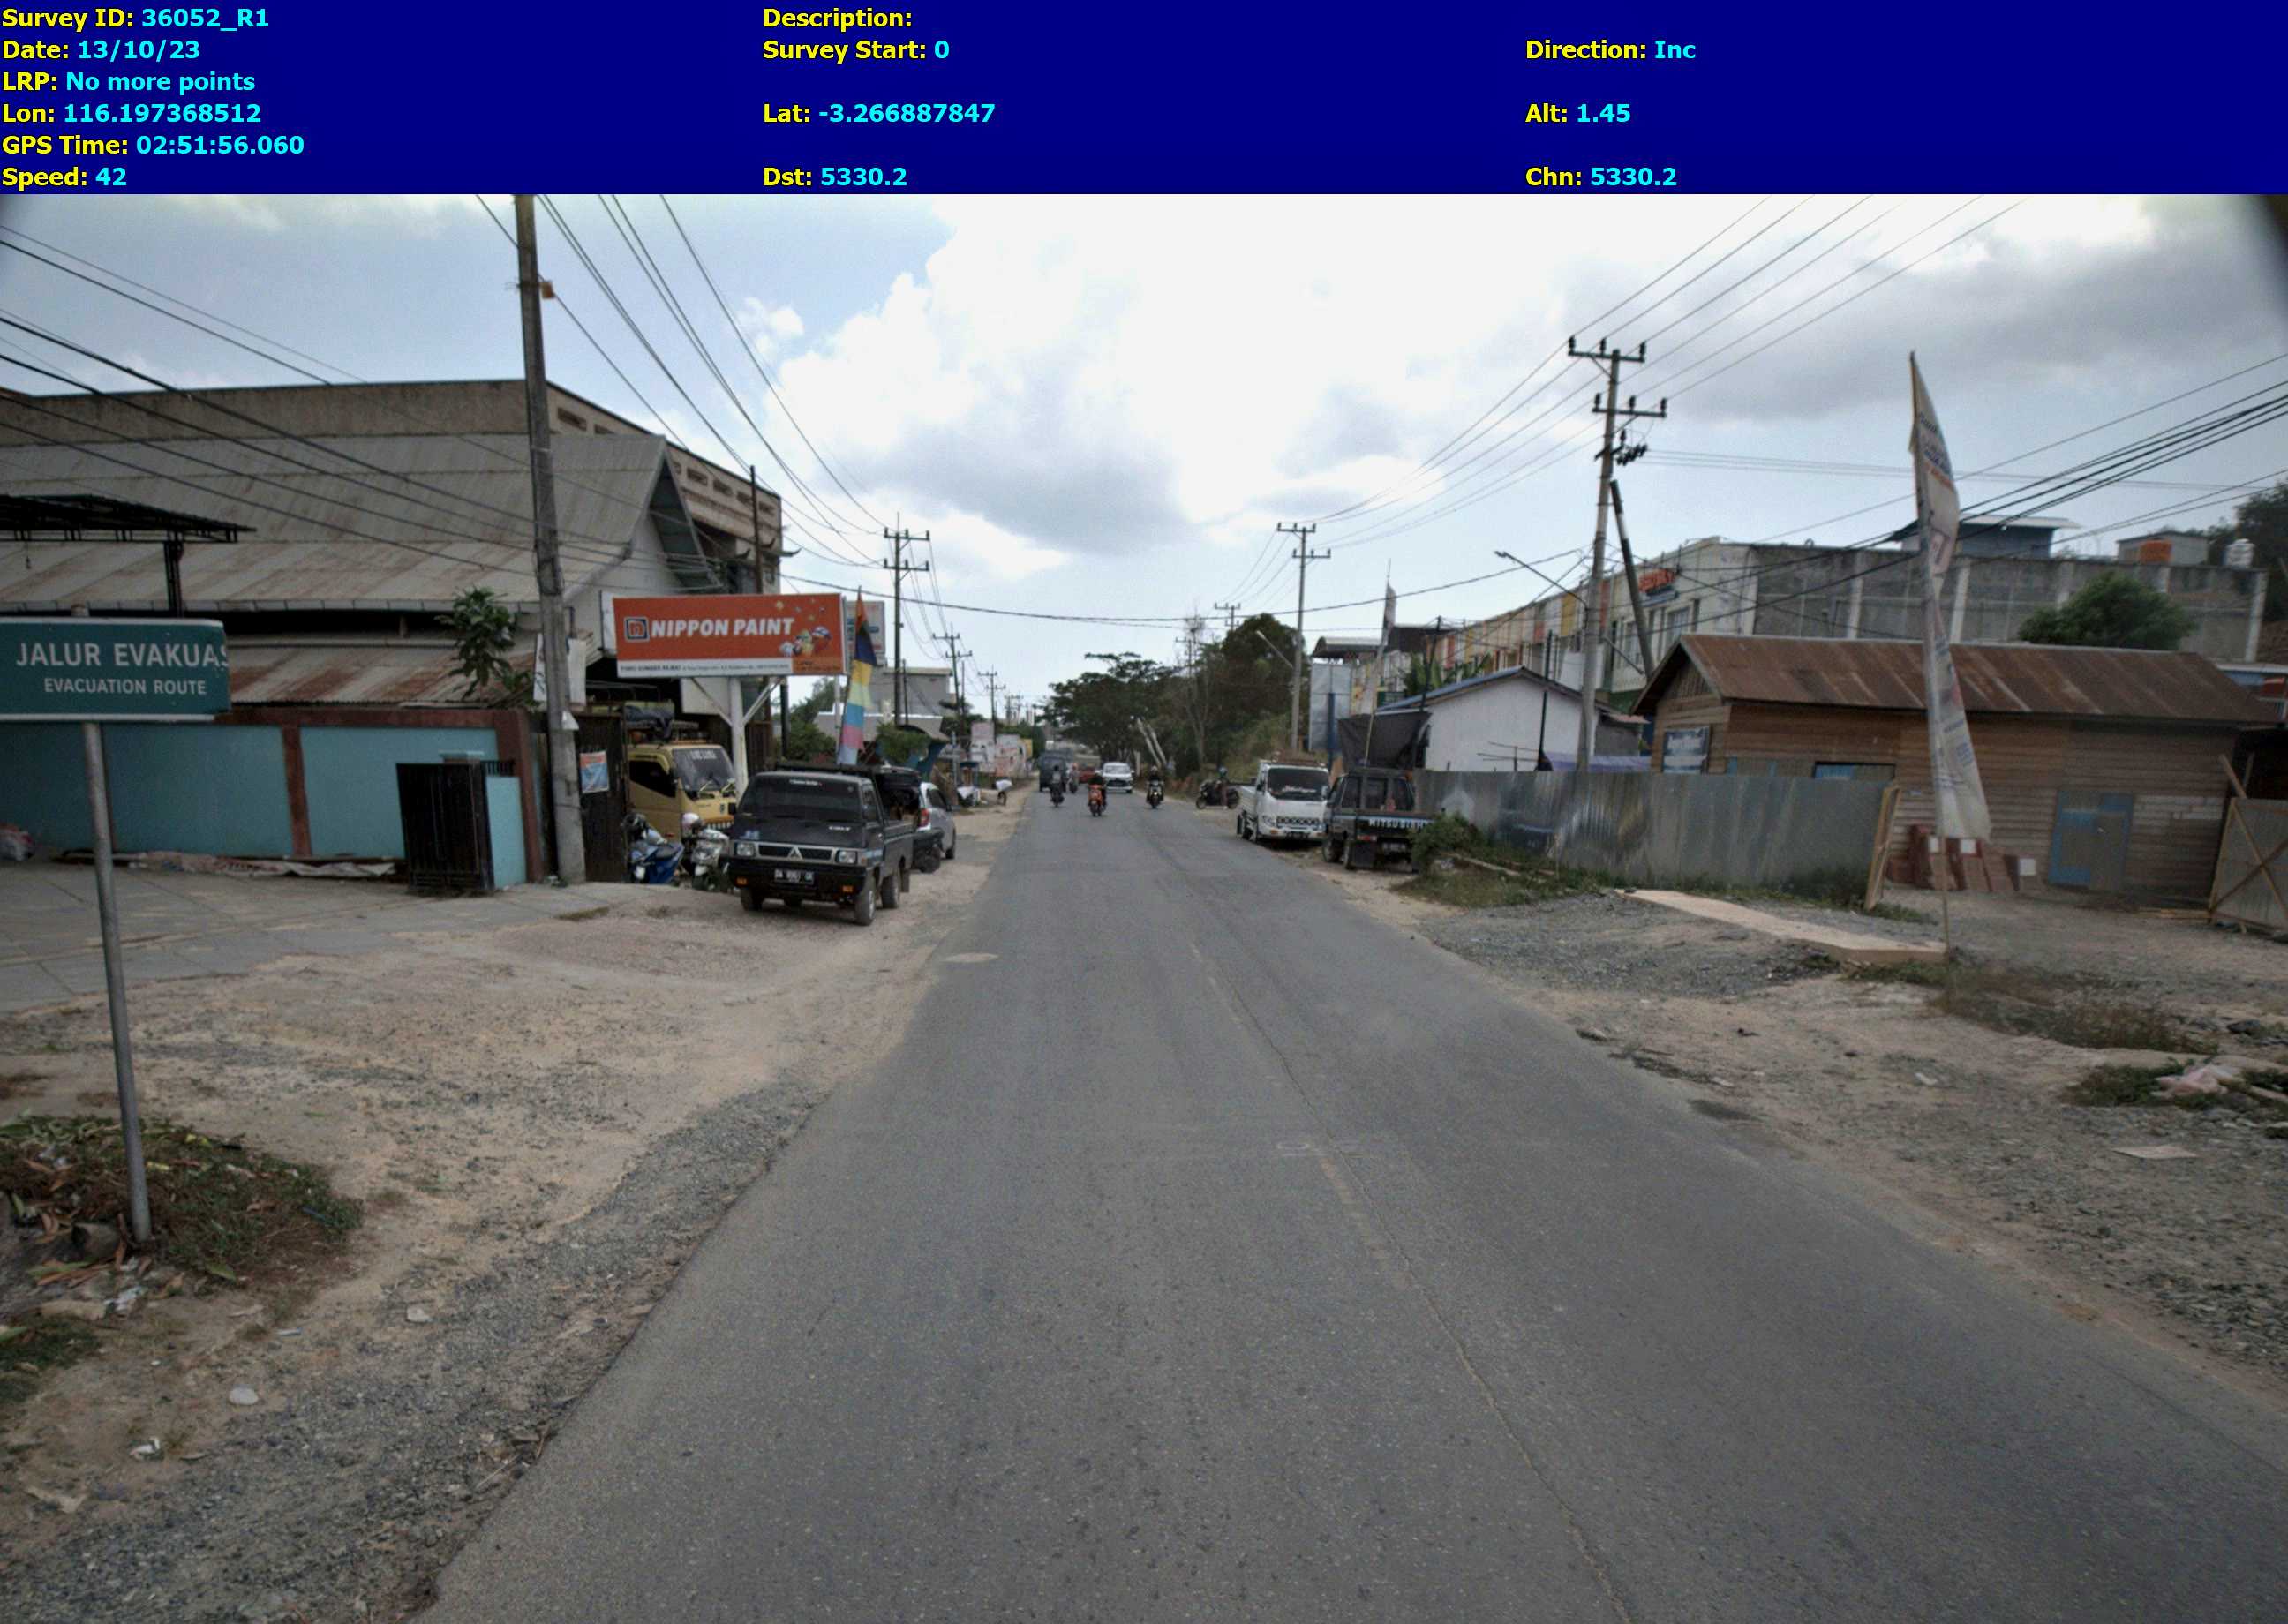 Survey ID: 36052_R1
Description:
Date: 13/10/23
Survey Start: 0
Direction: Inc
LRP: No more points
Lon: 116.197368512
Lat: -3.266887847
Alt: 1.45
GPS Time: 02:51:56.060
Speed: 42
Dst: 5330.2
Chn: 5330.2
NIPPON PAINT
JALUR EVAKUAS
EVACUATION ROUTE